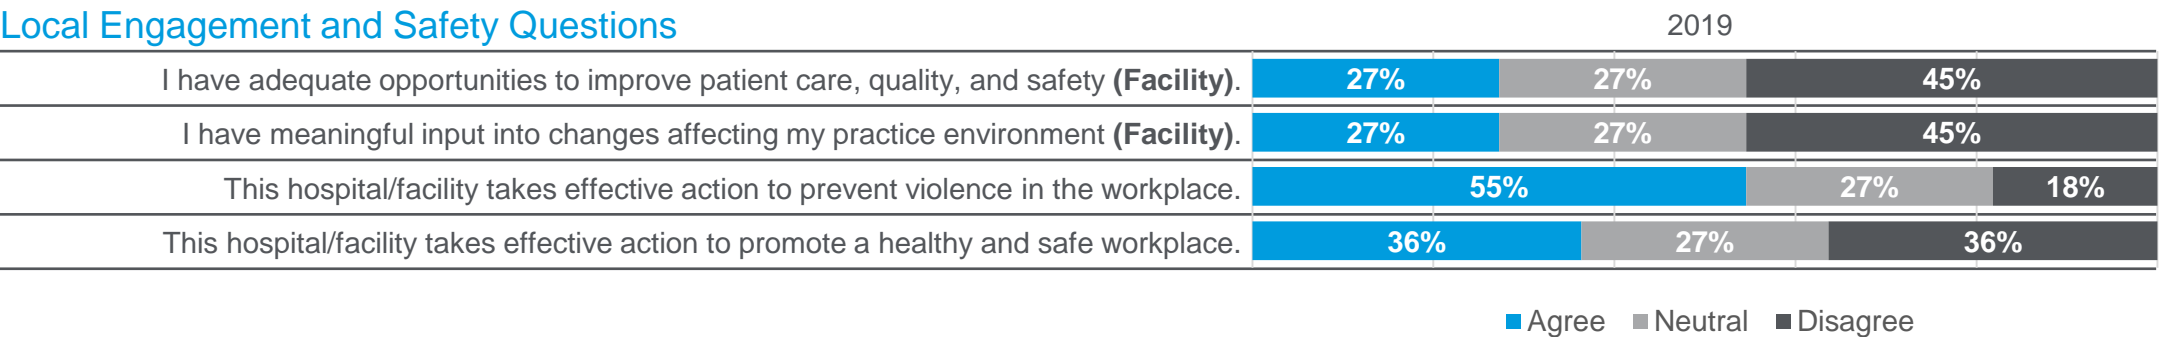 Local Engagement and Safety Questions 2019
I have adequate opportunities to improve patient care, quality, and safety (Facility). 27% 27% 45%
I have meaningful input into changes affecting my practice environment (Facility). 27% 27% 45%
This hospital/facility takes effective action to prevent violence in the workplace. 55% 27% 18%
This hospital/facility takes effective action to promote a healthy and safe workplace. 36% 27% 36%
Agree Neutral Disagree